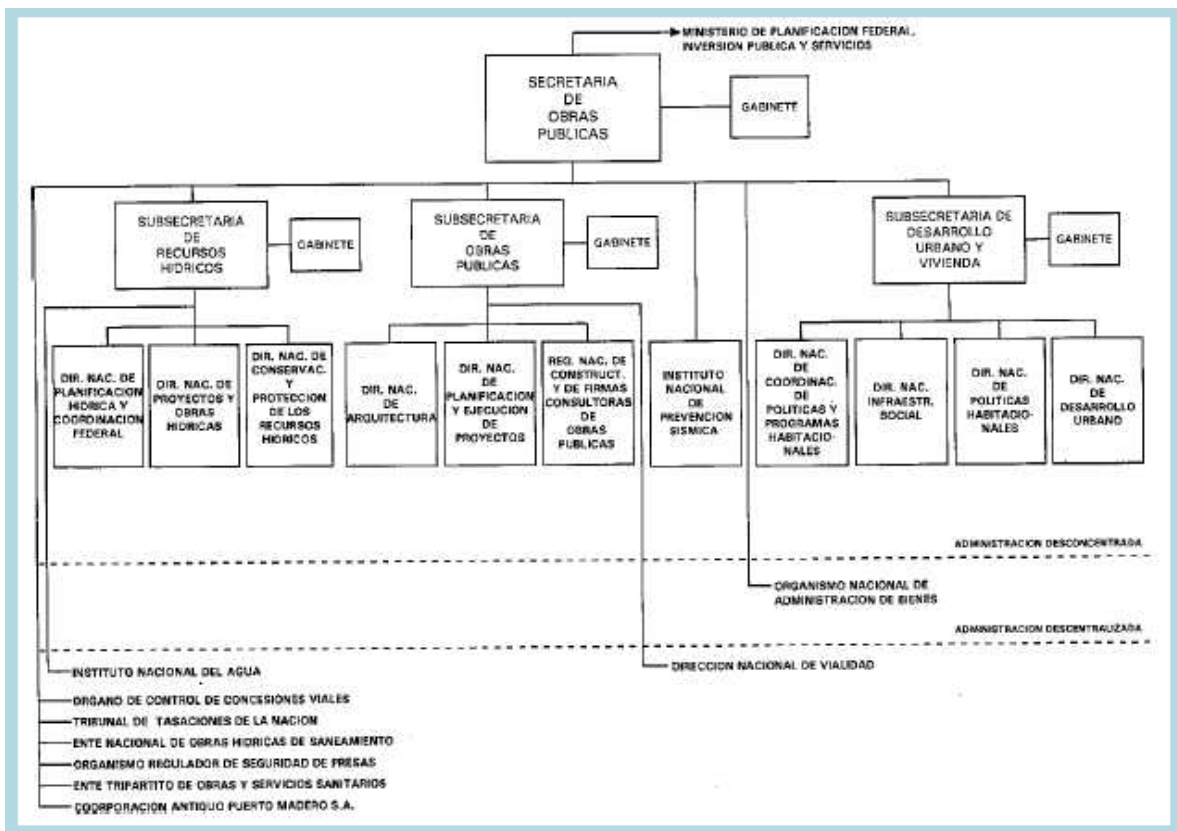 MINISTERIO DE PLANIFICACION FEDERAL,
INVERSION PUBLICA Y SERVICIOS
SECRETARIA
DE
OBRAS
PUBLICAS
GABINETE
SUBSECRETARIA
DE
RECURSOS
HIDRICOS
GABINETE
SUBSECRETARIA
DE
OBRAS
PUBLICAS
GABINETE
SUBSECRETARIA DE
DESARROLLO
URBANO Y
VIVIENDA
GABINETE
DIR. NAC. DE
PLANIFICACION
HIDRICA Y
COORDINACION
FEDERAL
DIR. NAC. DE
PROYECTOS Y
OBRAS
HIDRICAS
DIR. NAC. DE
CONSERVAC.
Y
PROTECCION
DE LOS
RECURSOS
HIDRICOS
DIR. NAC.
DE
ARQUITECTURA
DIR. NAC.
DE
PLANIFICACION
Y EJECUCION
DE
PROYECTOS
REG. NAC. DE
CONSTRUCT.
Y DE FIRMAS
CONSULTORAS
DE
OBRAS
PUBLICAS
INSTITUTO
NACIONAL
DE
PREVENCION
SISMICA
DIR. NAC.
DE
COORDINAC.
DE
POLITICAS Y
PROGRAMAS
HABITACIO-
NALES
DIR. NAC.
INFRAESTR.
SOCIAL
DIR. NAC.
DE
POLITICAS
HABITACIO-
NALES
DIR. NAC.
DE
DESARROLLO
URBANO
ADMINISTRACION DESCONCENTRADA
ORGANISMO NACIONAL DE
ADMINISTRACION DE BIENES
ADMINISTRACION DESCENTRALIZADA
INSTITUTO NACIONAL DEL AGUA
DIRECCION NACIONAL DE VIALIDAD
ORGANO DE CONTROL DE CONCESIONES VIALES
TRIBUNAL DE TASACIONES DE LA NACION
ENTE NACIONAL DE OBRAS HIDRICAS DE SANEAMIENTO
ORGANISMO REGULADOR DE SEGURIDAD DE PRESAS
ENTE TRIPARTITO DE OBRAS Y SERVICIOS SANITARIOS
COORPORACION ANTIGUO PUERTO MADERO S.A.